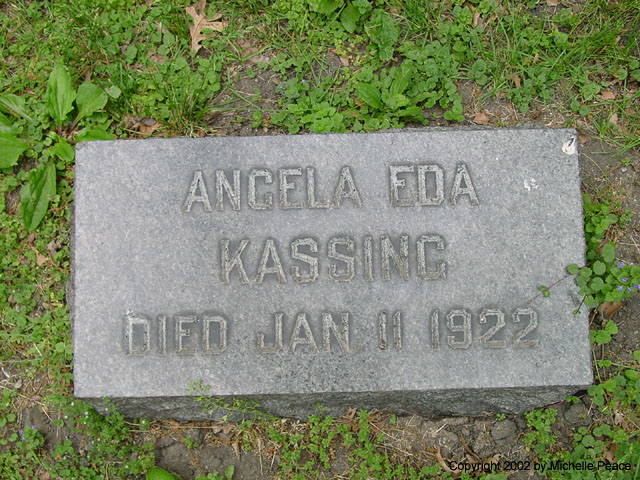 ANGELA EDA
KASSING
DIED JAN. 11 1922
Copyright 2002 by Michelle Peace